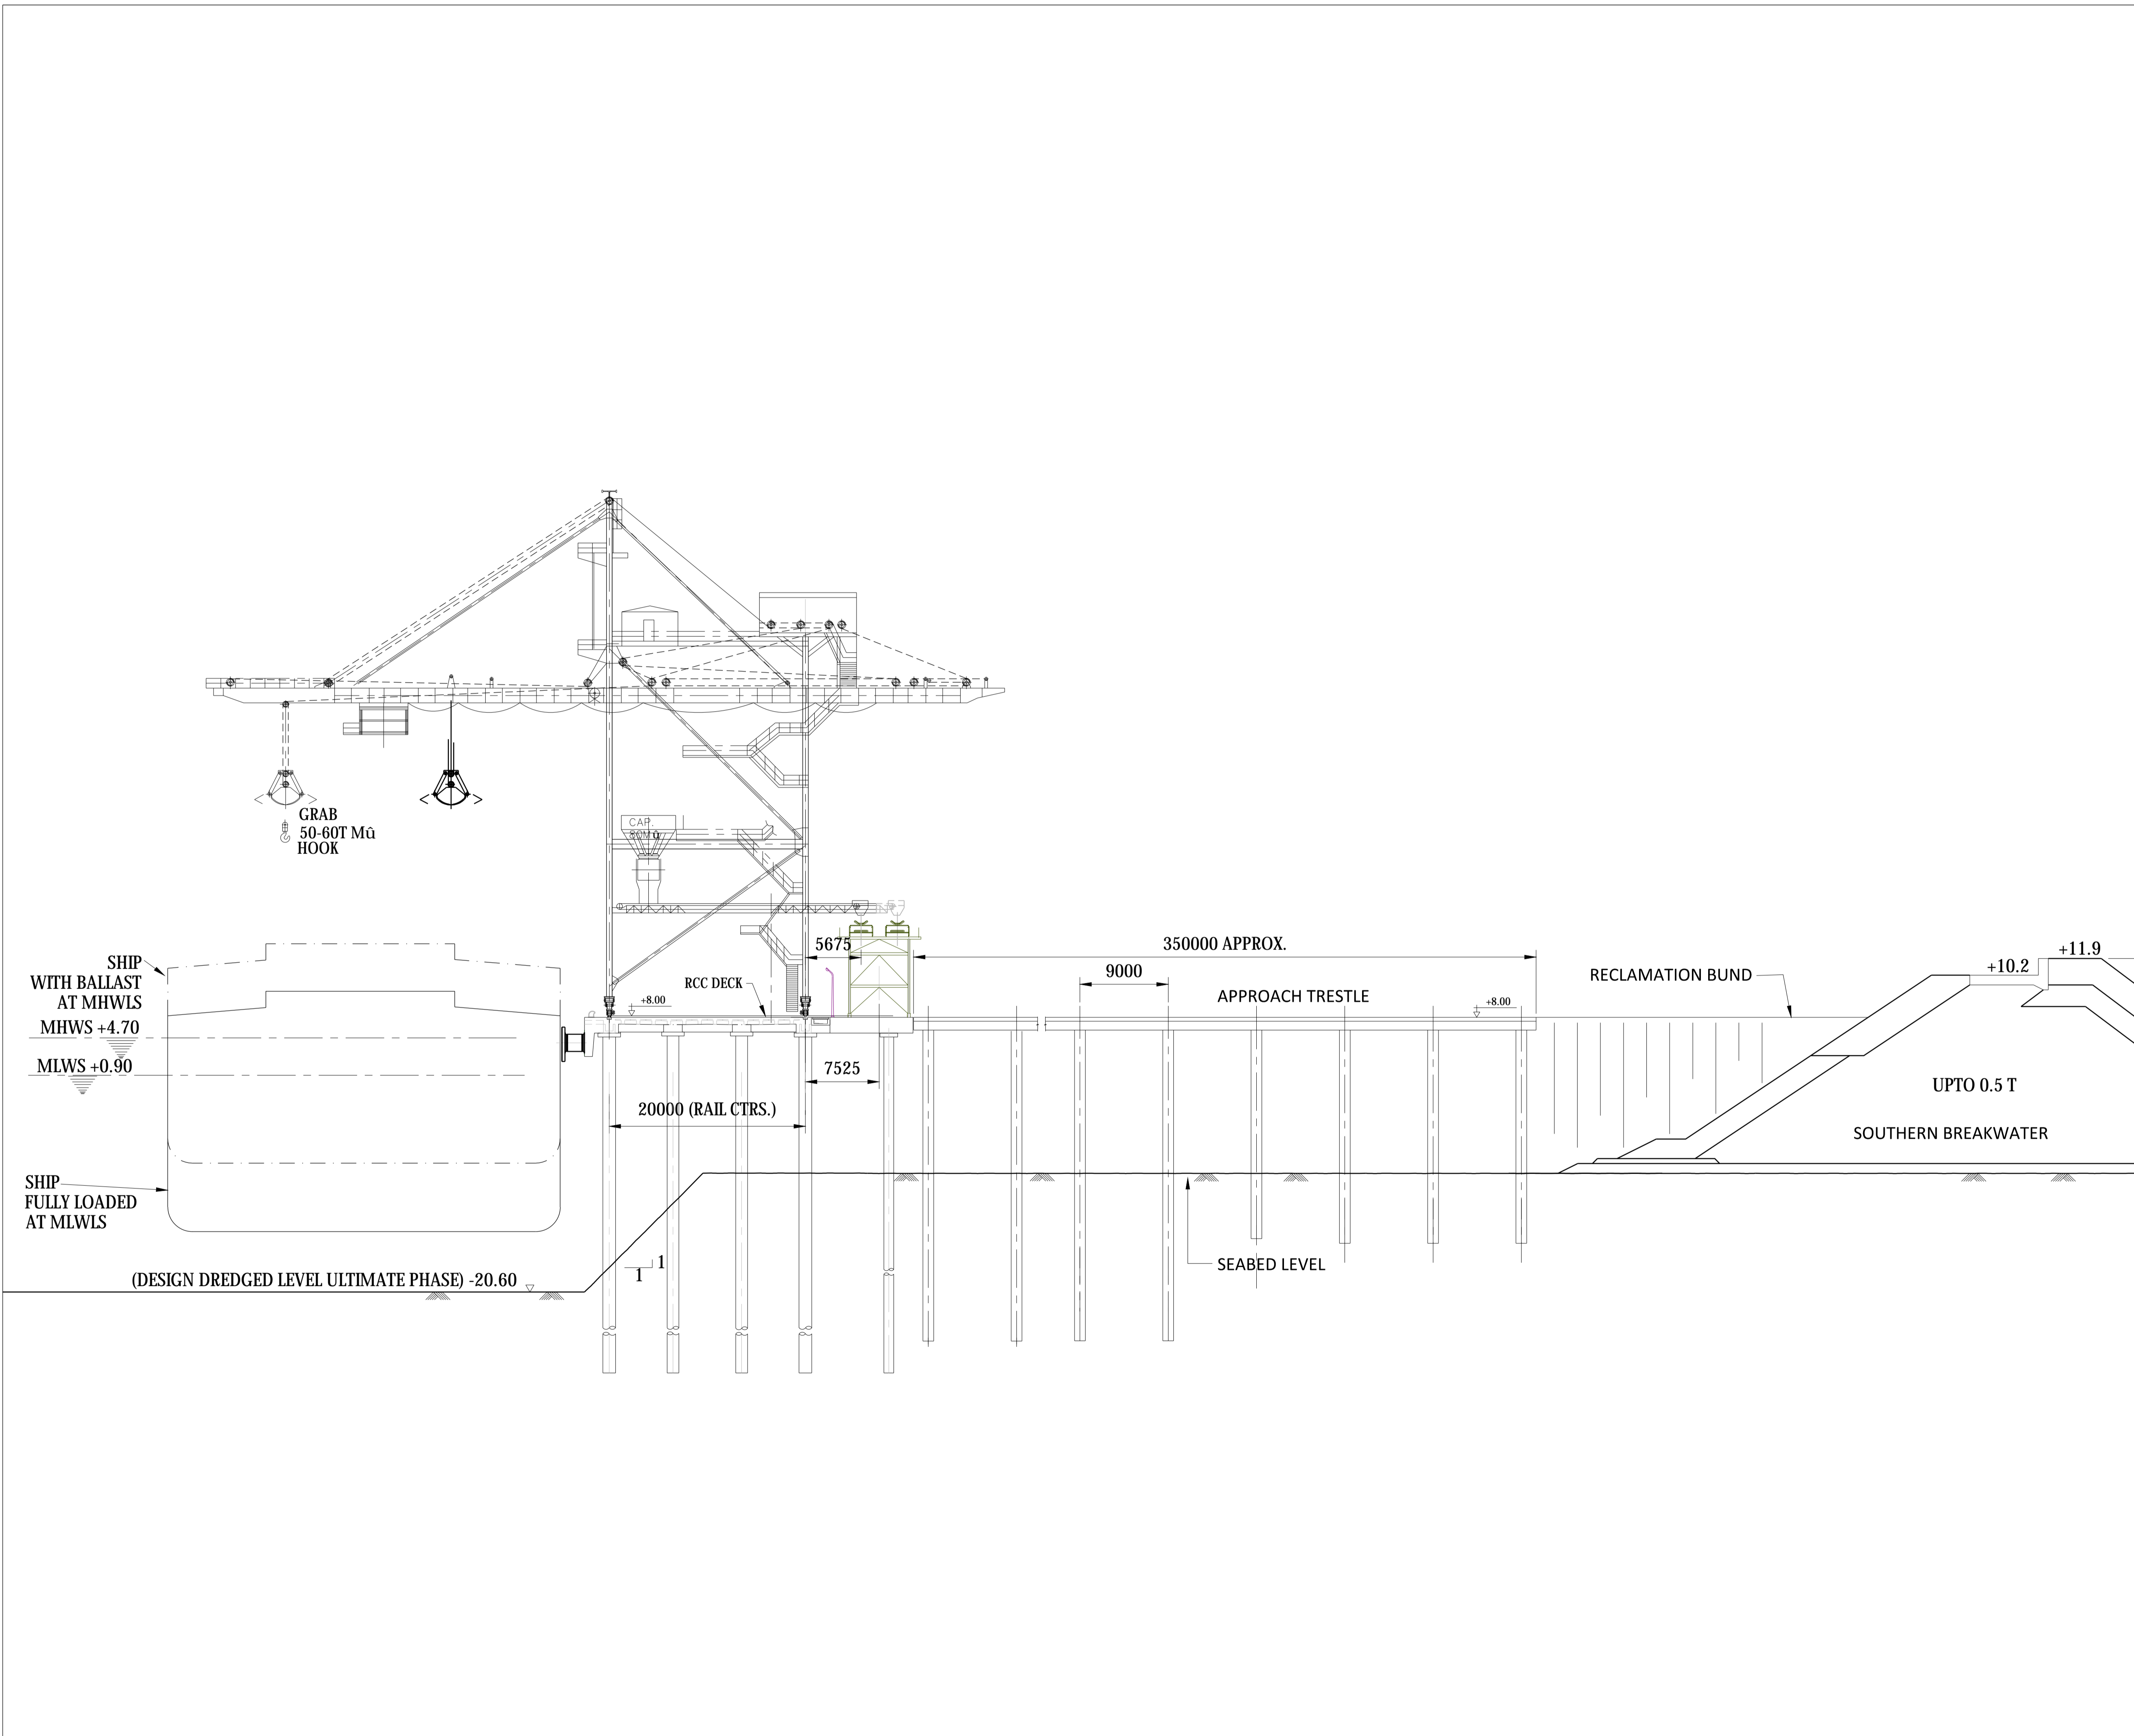 GRAB
50-60T Mû
HOOK
CAP.
5675
350000 APPROX.
+11.9
+10.2
SHIP
WITH BALLAST
AT MHWLS
9000
RECLAMATION BUND
RCC DECK
+8.00
APPROACH TRESTLE
+8.00
MHWS +4.70
MLWS +0.90
7525
UPTO 0.5 T
20000 (RAIL CTRS.)
SOUTHERN BREAKWATER
SHIP
FULLY LOADED
AT MLWLS
1
1
SEABED LEVEL
(DESIGN DREDGED LEVEL ULTIMATE PHASE) -20.60